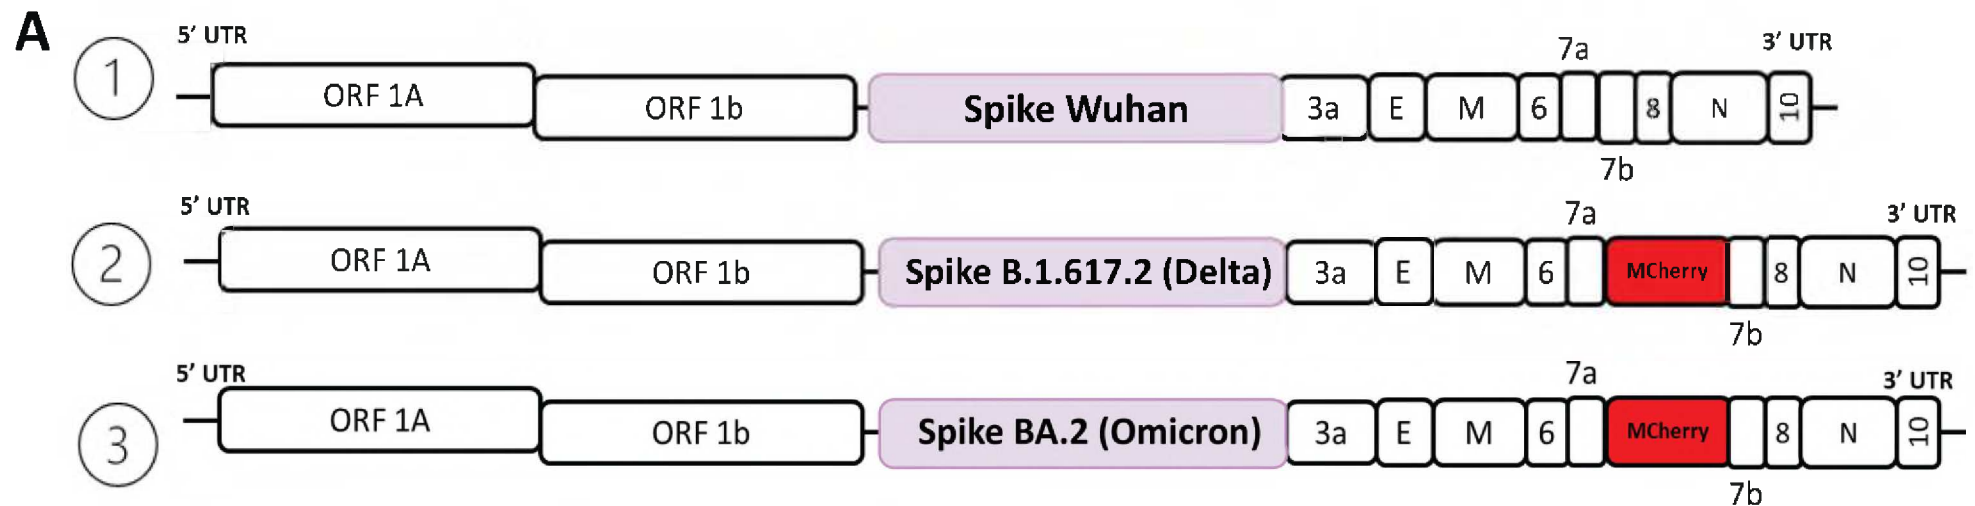 A
5' UTR
7a
3' UTR
1
ORF 1A
ORF 1b
Spike Wuhan
3a
E
M
6
8
N
10
7b
5' UTR
7a
3' UTR
2
ORF 1A
ORF 1b
Spike B.1.617.2 (Delta)
3a
E
M
6
MCherry
8
N
10
7b
5' UTR
7a
3' UTR
3
ORF 1A
ORF 1b
Spike BA.2 (Omicron)
3a
E
M
6
MCherry
8
N
10
7b